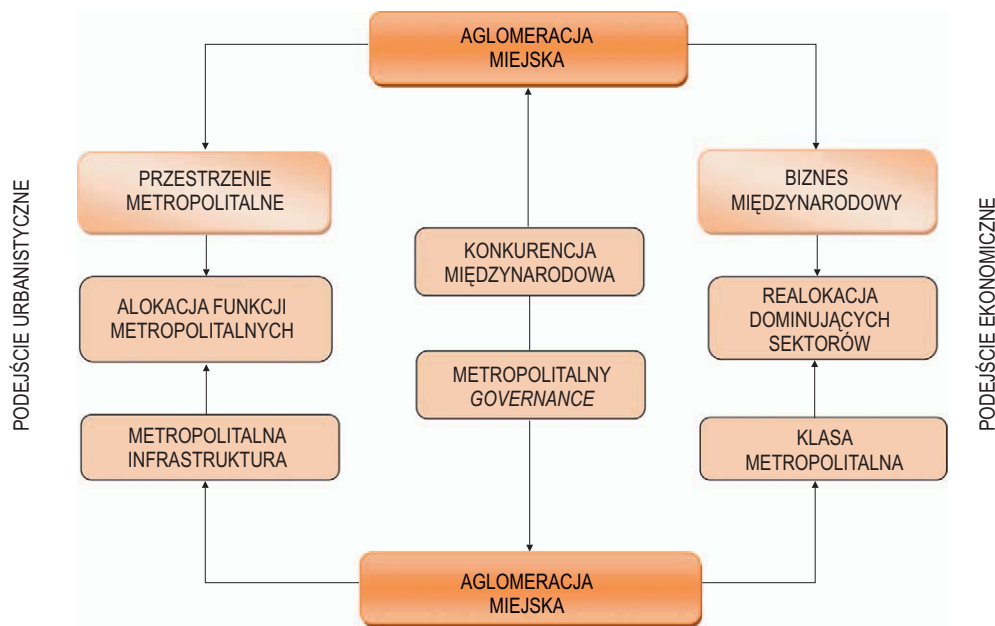 AGLOMERACJA
MIEJSKA
PODEJŚCIE URBANISTYCZNE
PRZESTRZENIE
METROPOLITALNE
ALOKACJA FUNKCJI
METROPOLITALNYCH
METROPOLITALNA
INFRASTRUKTURA
KONKURENCJA
MIĘDZYNARODOWA
METROPOLITALNY
GOVERNANCE
BIZNES
MIĘDZYNARODOWY
REALOKACJA
DOMINUJĄCYCH
SEKTORÓW
KLASA
METROPOLITALNA
PODEJŚCIE EKONOMICZNE
AGLOMERACJA
MIEJSKA